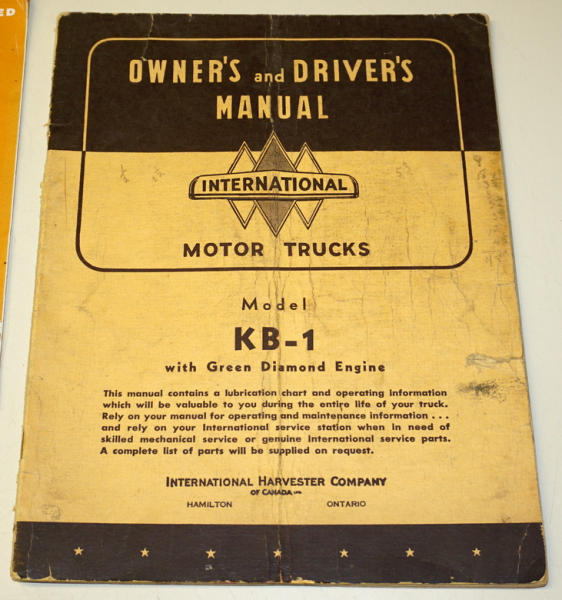 ED
OWNER'S and DRIVER'S
MANUAL
INTERNATIONAL
MOTOR TRUCKS
Model
KB-1
with Green Diamond Engine
This manual contains a lubrication chart and operating information
which will be valuable to you during the entire life of your truck.
Rely on your manual for operating and maintenance information . . .
and rely on your International service station when in need of
skilled mechanical service or genuine International service parts.
A complete list of parts will be supplied on request.
INTERNATIONAL HARVESTER COMPANY
OF CANADA LTD.
HAMILTON ONTARIO